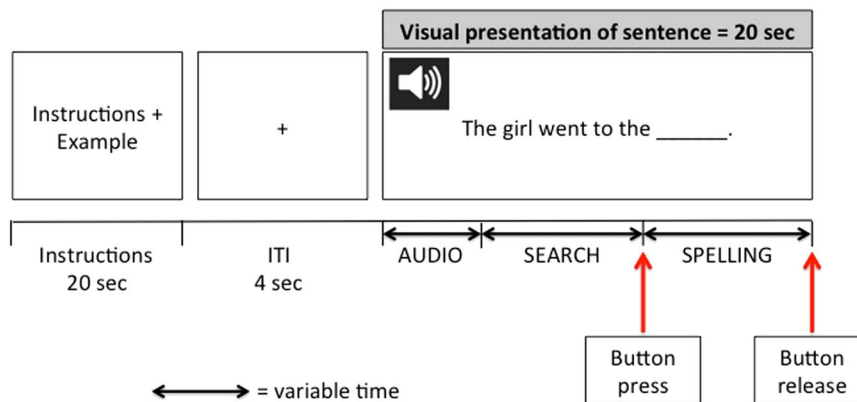 Visual presentation of sentence = 20 sec
Instructions +
Example
+
The girl went to the ______.
Instructions
20 sec
ITI
4 sec
AUDIO
SEARCH
SPELLING
Button
press
Button
release
= variable time